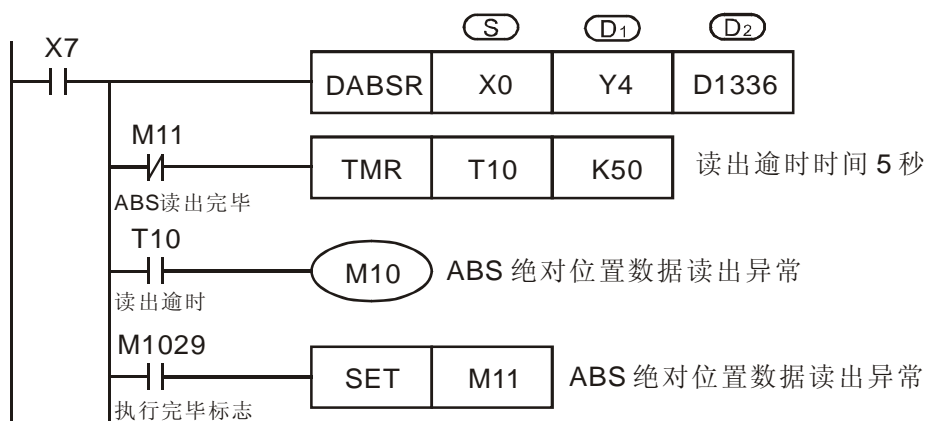 S D1 D2
X7
DABSR X0 Y4 D1336
M11
TMR T10 K50 读出逾时时间 5 秒
ABS读出完毕
T10
M10 ABS 绝对位置数据读出异常
读出逾时
M1029
SET M11 ABS 绝对位置数据读出异常
执行完毕标志